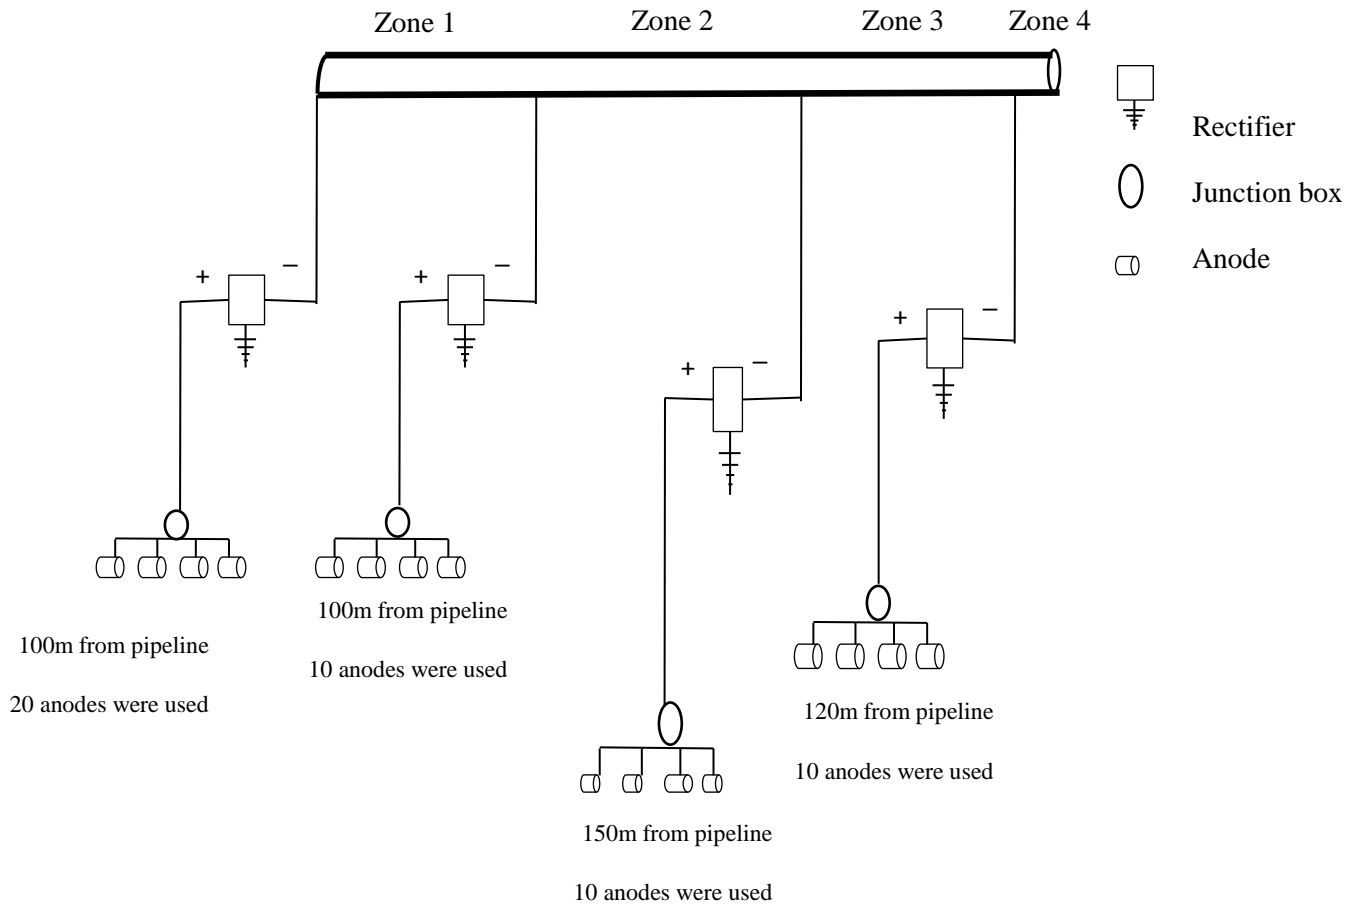 Zone 1
Zone 2
Zone 3
Zone 4
Rectifier
Junction box
Anode
+
−
+
−
+
−
+
−
100m from pipeline
20 anodes were used
100m from pipeline
10 anodes were used
150m from pipeline
10 anodes were used
120m from pipeline
10 anodes were used